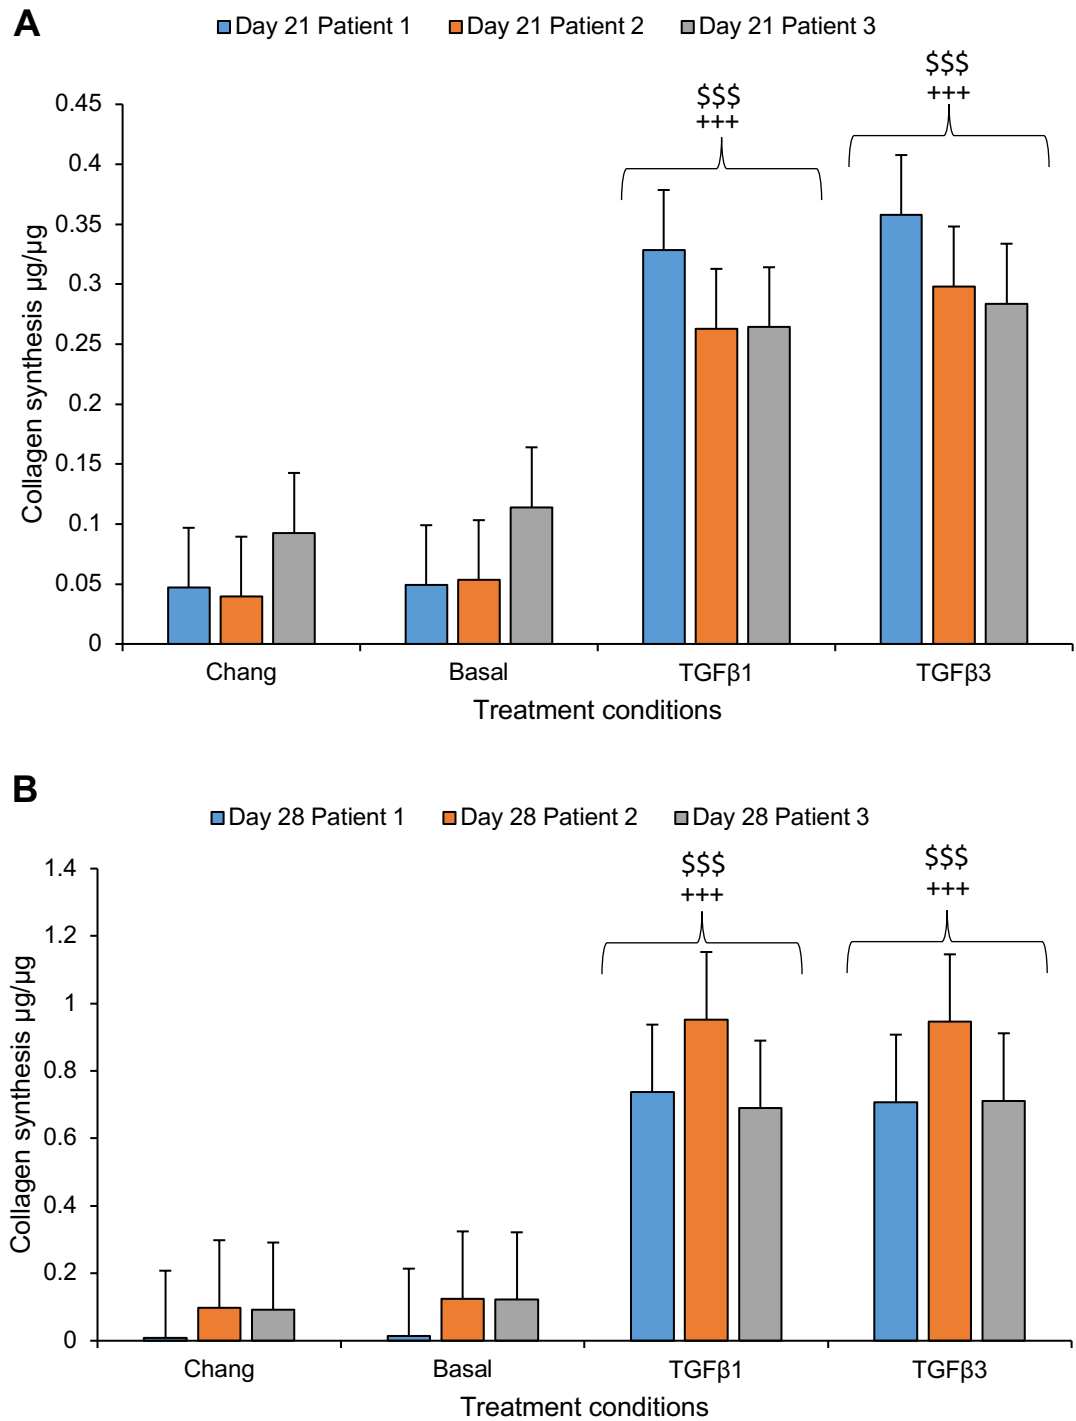 A
Day 21 Patient 1 Day 21 Patient 2 Day 21 Patient 3
$$$
+++
$$$
+++
0.45
0.4
0.35
0.3
0.25
0.2
0.15
0.1
0.05
0
Collagen synthesis µg/µg
Chang Basal TGFβ1 TGFβ3
Treatment conditions
B
Day 28 Patient 1 Day 28 Patient 2 Day 28 Patient 3
$$$
+++
$$$
+++
1.4
1.2
1
0.8
0.6
0.4
0.2
0
Collagen synthesis µg/µg
Chang Basal TGFβ1 TGFβ3
Treatment conditions